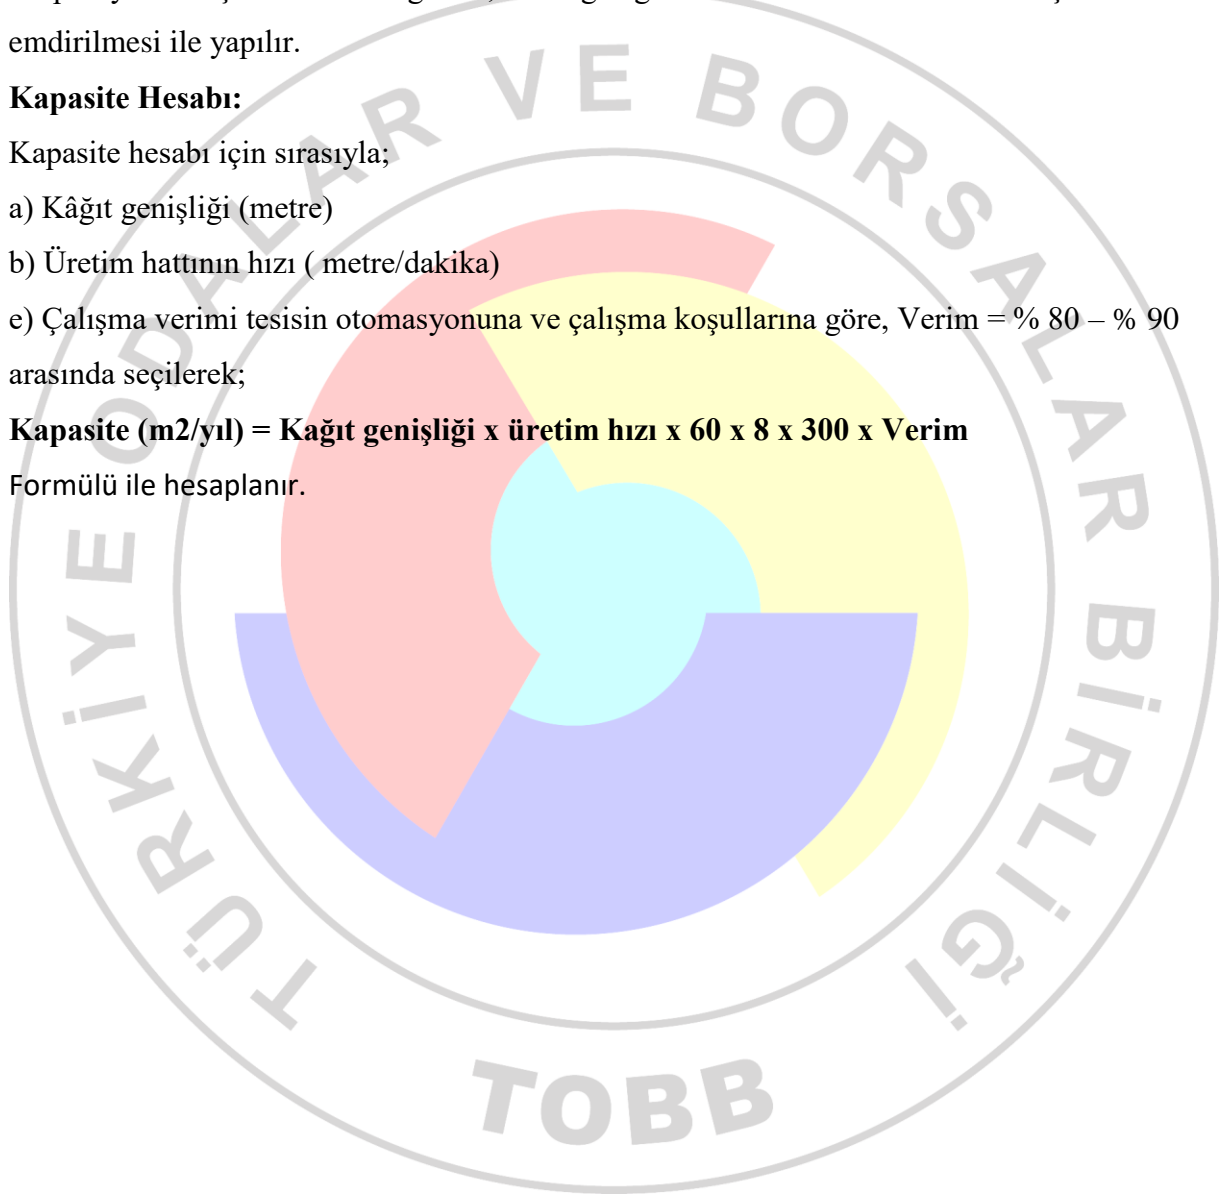 emdirilmesi ile yapılır.
Kapasite Hesabı:
Kapasite hesabı için sırasıyla;
a) Kâğıt genişliği (metre)
b) Üretim hattının hızı ( metre/dakika)
e) Çalışma verimi tesisin otomasyonuna ve çalışma koşullarına göre, Verim = % 80 – % 90
arasında seçilerek;
Kapasite (m2/yıl) = Kağıt genişliği x üretim hızı x 60 x 8 x 300 x Verim
Formülü ile hesaplanır.
TÜRKİYE ODALAR VE BORSALAR BİRLİĞİ
TOBB